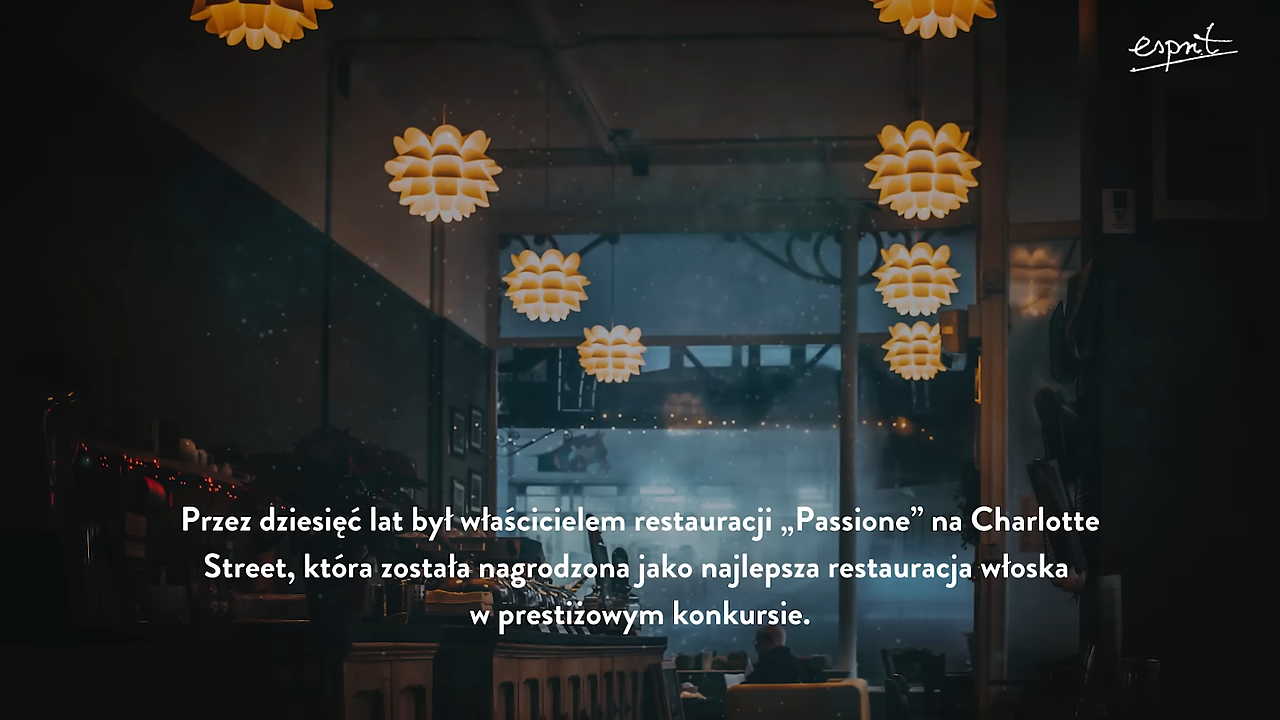 esprit
Przez dziesięć lat był właścicielem restauracji „Passione” na Charlotte
Street, która została nagrodzona jako najlepsza restauracja włoska
w prestiżowym konkursie.